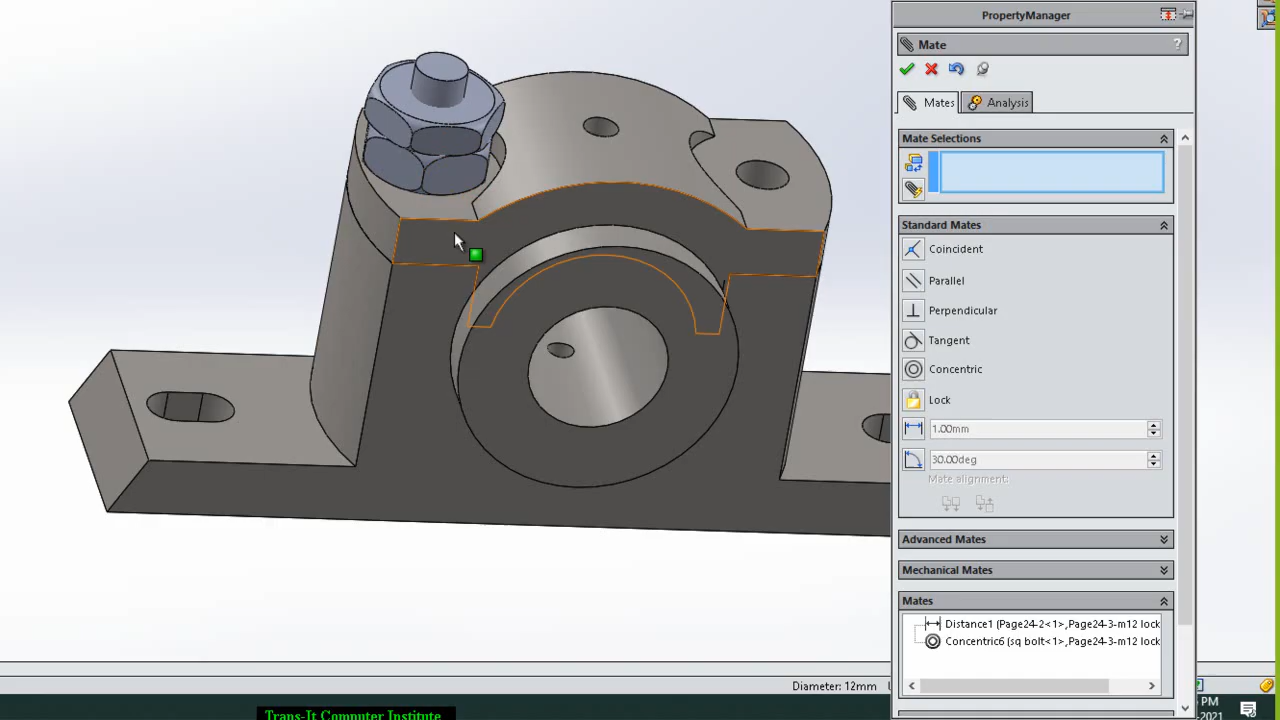 PropertyManager
Mate
?
Mates
Analysis
Mate Selections
Standard Mates
Coincident
Parallel
Perpendicular
Tangent
Concentric
Lock
1.00mm
30.00deg
Mate alignment:
Advanced Mates
Mechanical Mates
Mates
Distance1 (Page24-2<1>,Page24-3-m12 lock
Concentric6 (sq bolt<1>,Page24-3-m12 lock
Diameter: 12mm
PM
-2021
Trans-It Computer Institute